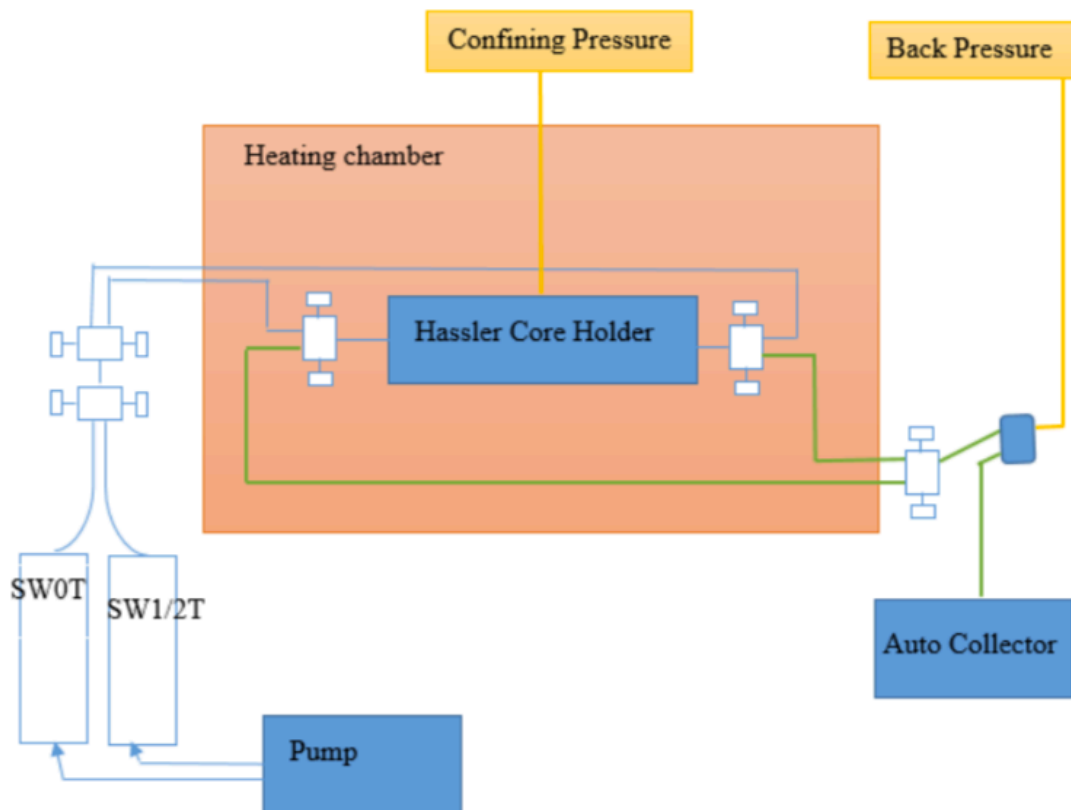 Confining Pressure
Back Pressure
Heating chamber
Hassler Core Holder
SW0T
SW1/2T
Auto Collector
Pump